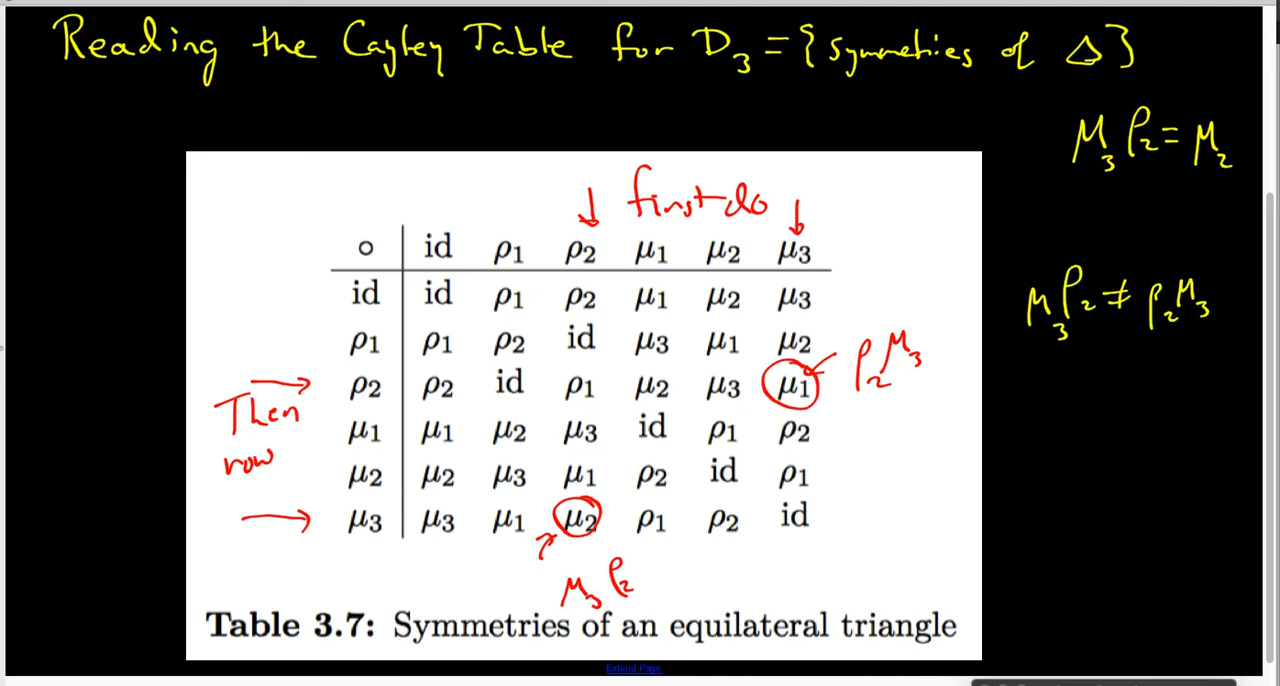 Reading the Cayley Table for D₃ = {symmetries of Δ}
μ₃ρ₂ = μ₂
first do
∘ id ρ1 ρ2 μ1 μ2 μ3
id id ρ1 ρ2 μ1 μ2 μ3
ρ1 ρ1 ρ2 id μ3 μ1 μ2
ρ2 ρ2 id ρ1 μ2 μ3 μ1
μ1 μ1 μ2 μ3 id ρ1 ρ2
μ2 μ2 μ3 μ1 ρ2 id ρ1
μ3 μ3 μ1 μ2 ρ1 ρ2 id
Then
row
ρ₂μ₃
μ₃ρ₂ ≠ ρ₂μ₃
μ₃ρ₂
Table 3.7: Symmetries of an equilateral triangle
Extend Page